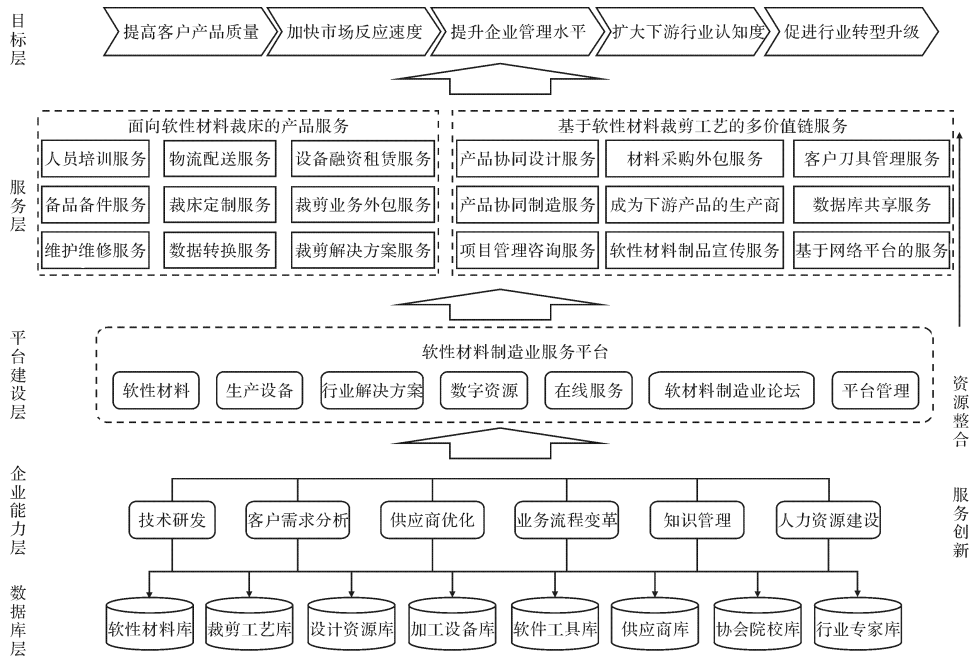 目标层
提高客户产品质量
加快市场反应速度
提升企业管理水平
扩大下游行业认知度
促进行业转型升级
服务层
面向软性材料裁床的产品服务
人员培训服务
物流配送服务
设备融资租赁服务
备品备件服务
裁床定制服务
裁剪业务外包服务
维护维修服务
数据转换服务
裁剪解决方案服务
基于软性材料裁剪工艺的多价值链服务
产品协同设计服务
材料采购外包服务
客户刀具管理服务
产品协同制造服务
成为下游产品的生产商
数据库共享服务
项目管理咨询服务
软性材料制品宣传服务
基于网络平台的服务
平台建设层
软性材料制造业服务平台
软性材料
生产设备
行业解决方案
数字资源
在线服务
软材料制造业论坛
平台管理
资源整合
企业能力层
技术研发
客户需求分析
供应商优化
业务流程变革
知识管理
人力资源建设
服务创新
数据库层
软性材料库
裁剪工艺库
设计资源库
加工设备库
软件工具库
供应商库
协会院校库
行业专家库